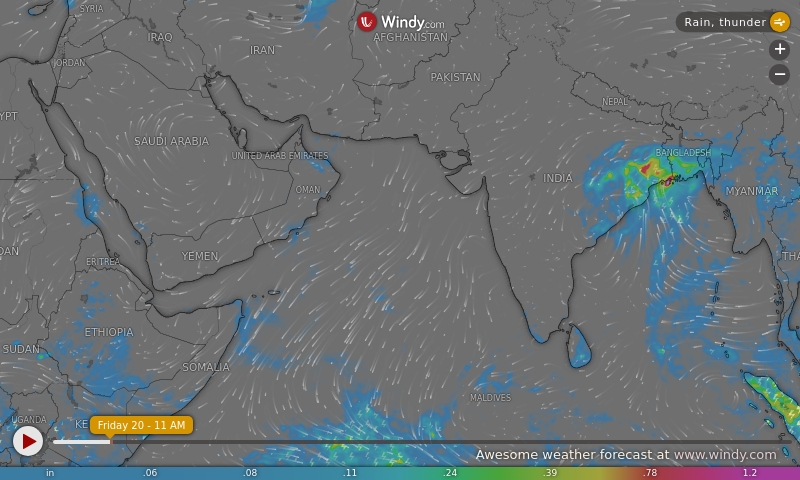 SYRIA
Windy.com
Rain, thunder
IRAQ
IRAN
AFGHANISTAN
JORDAN
PAKISTAN
+
−
NEPAL
YPT
SAUDI ARABIA
UNITED ARAB EMIRATES
BANGLADESH
OMAN
INDIA
MYANMAR
DAN
YEMEN
THA
ERITREA
ETHIOPIA
SUDAN
SOMALIA
MALDIVES
UGANDA
KE
Friday 20 - 11 AM
Awesome weather forecast at www.windy.com
in .06 .08 .11 .24 .39 .78 1.2